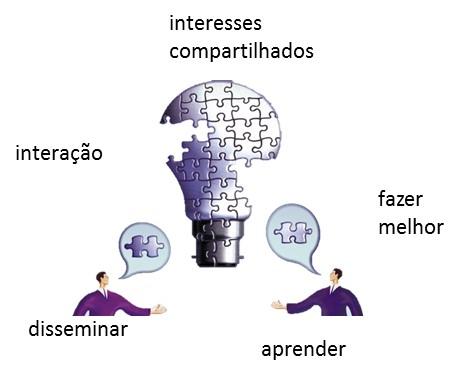 interesses
compartilhados
interação
fazer
melhor
disseminar
aprender